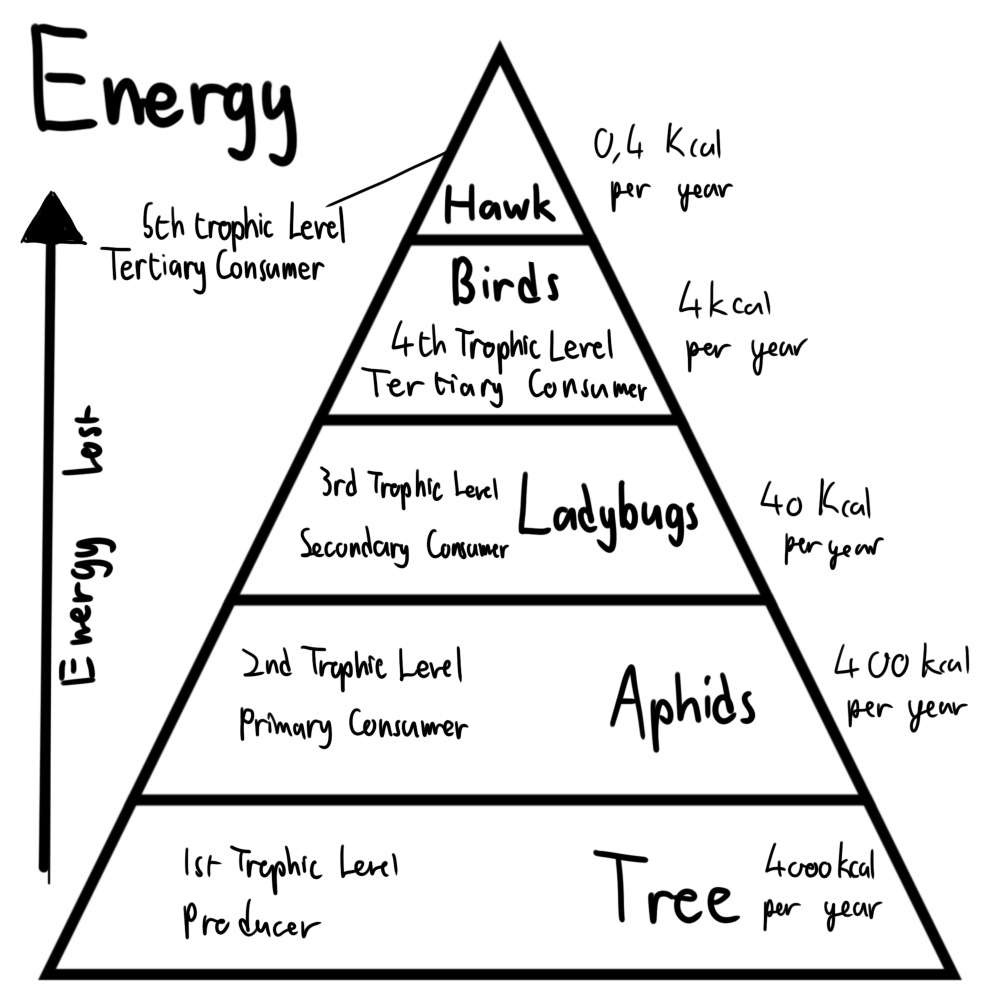 Energy
0,4 Kcal
per year
5th trophic Level
Tertiary Consumer
Hawk
Birds
4th Trophic Level
Tertiary Consumer
4kcal
per year
Energy Lost
3rd Trophic Level
Secondary Consumer
Ladybugs
40 Kcal
per year
2nd Trophic Level
Primary Consumer
Aphids
400 kcal
per year
1st Trophic Level
Producer
Tree
4000kcal
per year